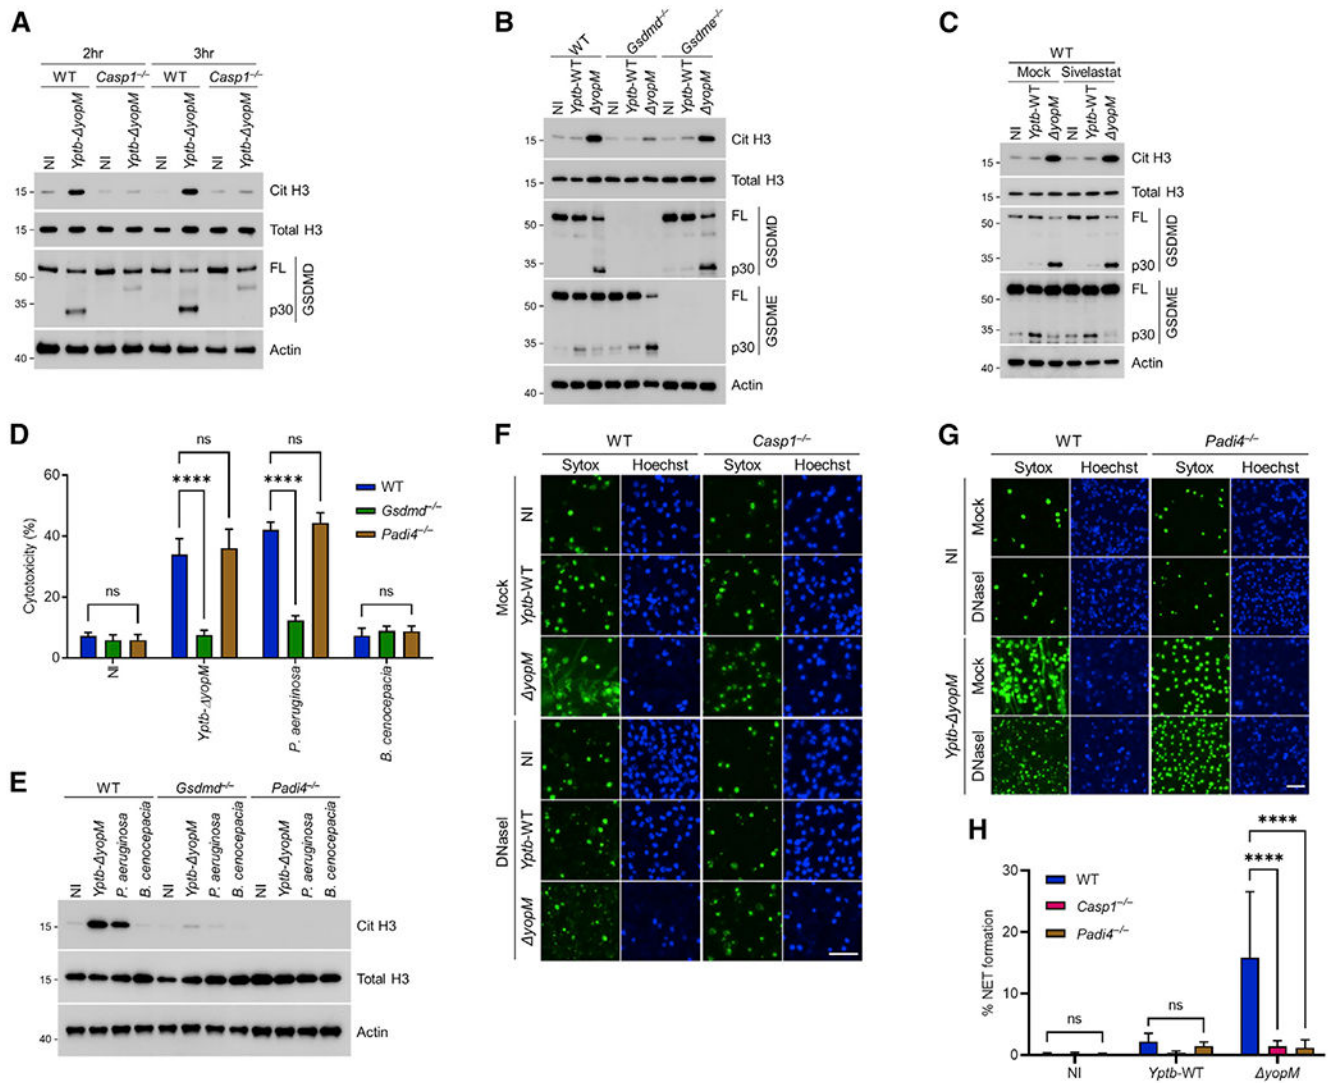 A
2hr 3hr
WT Casp1–/– WT Casp1–/–
NI Yptb-ΔyopM NI Yptb-ΔyopM NI Yptb-ΔyopM NI Yptb-ΔyopM
15 Cit H3
15 Total H3
50 FL
35 p30
GSDMD
40 Actin
B
WT Gsdmd–/– Gsdme–/–
NI Yptb-WT ΔyopM NI Yptb-WT ΔyopM NI Yptb-WT ΔyopM
15 Cit H3
15 Total H3
50 FL
35 p30
GSDMD
50 FL
35 p30
GSDME
40 Actin
C
WT
Mock Sivelastat
NI Yptb-WT ΔyopM NI Yptb-WT ΔyopM
15 Cit H3
15 Total H3
50 FL
35 p30
GSDMD
50 FL
35 p30
GSDME
40 Actin
D
Cytotoxicity (%)
60
40
20
0
ns
ns
ns
ns
****
****
WT
Gsdmd–/–
Padi4–/–
NI Yptb-ΔyopM P. aeruginosa B. cenocepacia
E
WT Gsdmd–/– Padi4–/–
NI Yptb-ΔyopM P. aeruginosa B. cenocepacia NI Yptb-ΔyopM P. aeruginosa B. cenocepacia NI Yptb-ΔyopM P. aeruginosa B. cenocepacia
15 Cit H3
15 Total H3
40 Actin
F
WT Casp1–/–
Sytox Hoechst Sytox Hoechst
Mock
NI
Yptb-WT
ΔyopM
DNaseI
NI
Yptb-WT
ΔyopM
G
WT Padi4–/–
Sytox Hoechst Sytox Hoechst
NI
Mock
DNaseI
Yptb-ΔyopM
Mock
DNaseI
H
% NET formation
30
20
10
0
WT
Casp1–/–
Padi4–/–
ns
ns
****
****
NI Yptb-WT ΔyopM